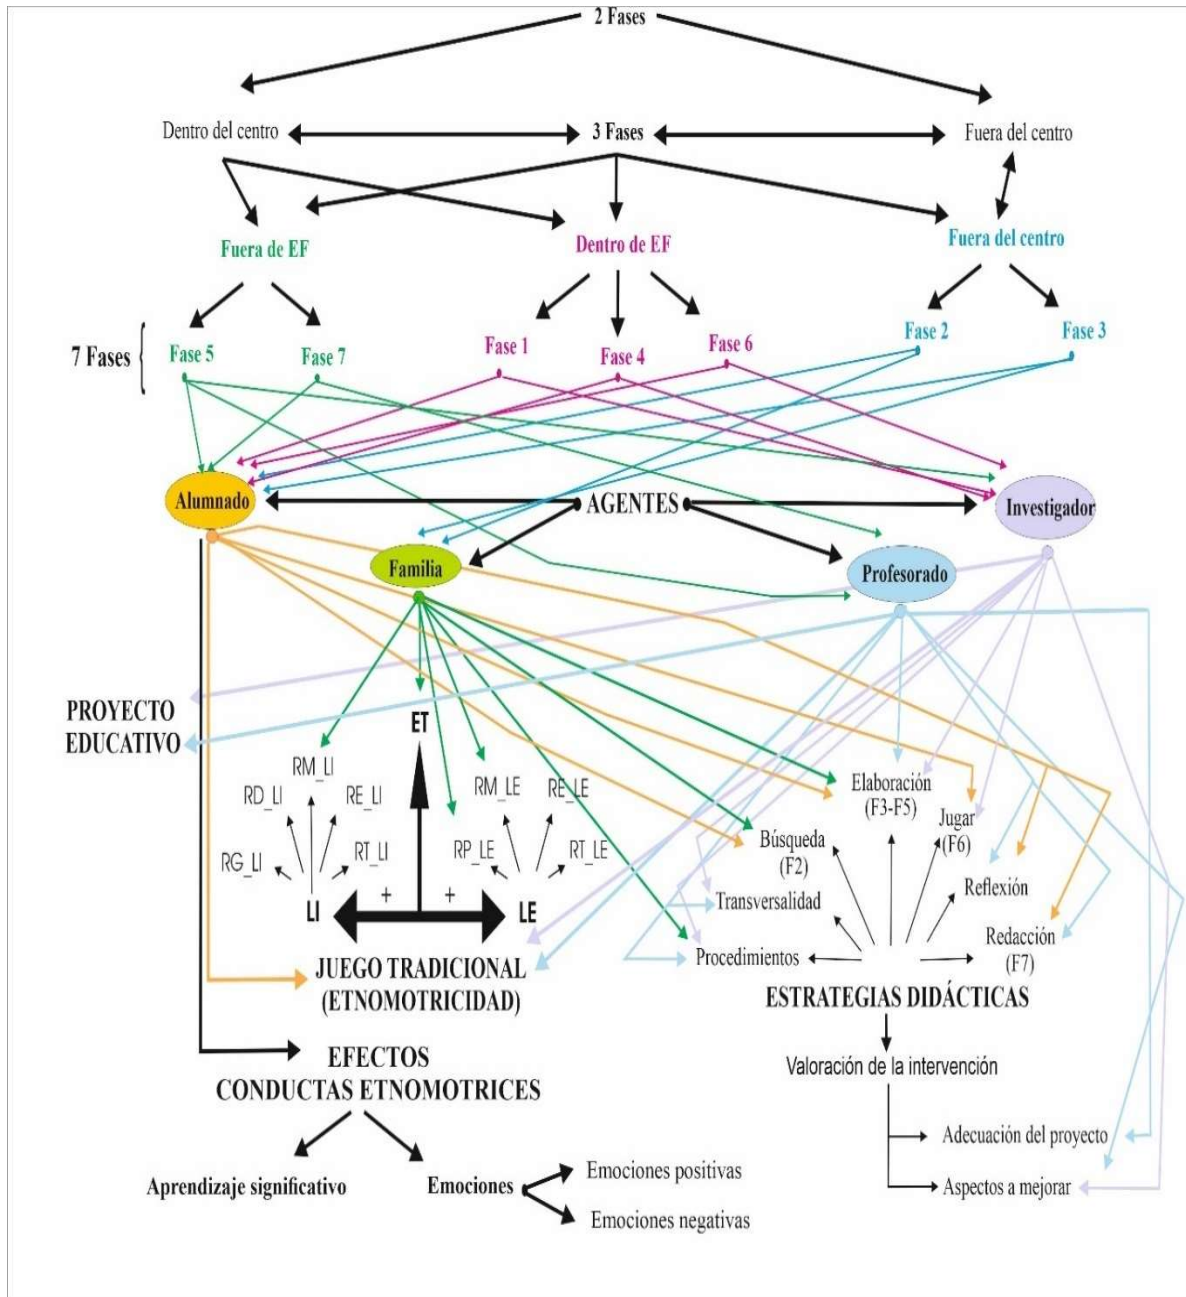 2 Fases
Dentro del centro
3 Fases
Fuera del centro
Fuera de EF
Dentro de EF
Fuera del centro
7 Fases
Fase 5
Fase 7
Fase 1
Fase 4
Fase 6
Fase 2
Fase 3
Alumnado
AGENTES
Investigador
Familia
Profesorado
PROYECTO
EDUCATIVO
ET
RM_LI
RD_LI
RE_LI
RG_LI
RT_LI
RM_LE
RE_LE
RP_LE
RT_LE
+
+
LI
LE
JUEGO TRADICIONAL
(ETNOMOTRICIDAD)
Elaboración
(F3-F5)
Jugar
(F6)
Búsqueda
(F2)
Transversalidad
Reflexión
Procedimientos
Redacción
(F7)
ESTRATEGIAS DIDÁCTICAS
EFECTOS
CONDUCTAS ETNOMOTRICES
Aprendizaje significativo
Emociones
Emociones positivas
Emociones negativas
Valoración de la intervención
Adecuación del proyecto
Aspectos a mejorar